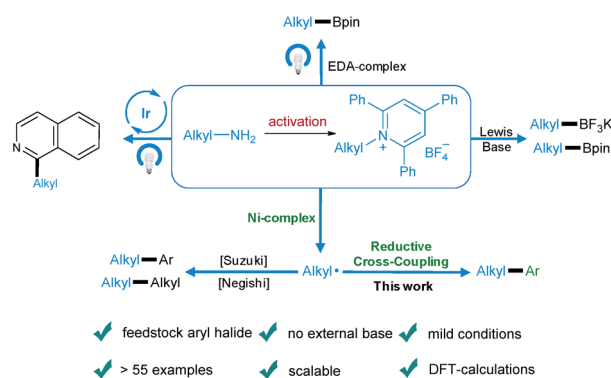 Alkyl—Bpin
EDA-complex
Ir
N
Alkyl
Alkyl—NH₂
activation
Ph
Ph
Alkyl
N
+
Ph
BF₄⁻
Lewis
Base
Alkyl—BF₃K
Alkyl—Bpin
Ni-complex
Alkyl—Ar
Alkyl—Alkyl
[Suzuki]
[Negishi]
Alkyl•
Reductive
Cross-Coupling
This work
Alkyl—Ar
feedstock aryl halide
no external base
mild conditions
> 55 examples
scalable
DFT-calculations